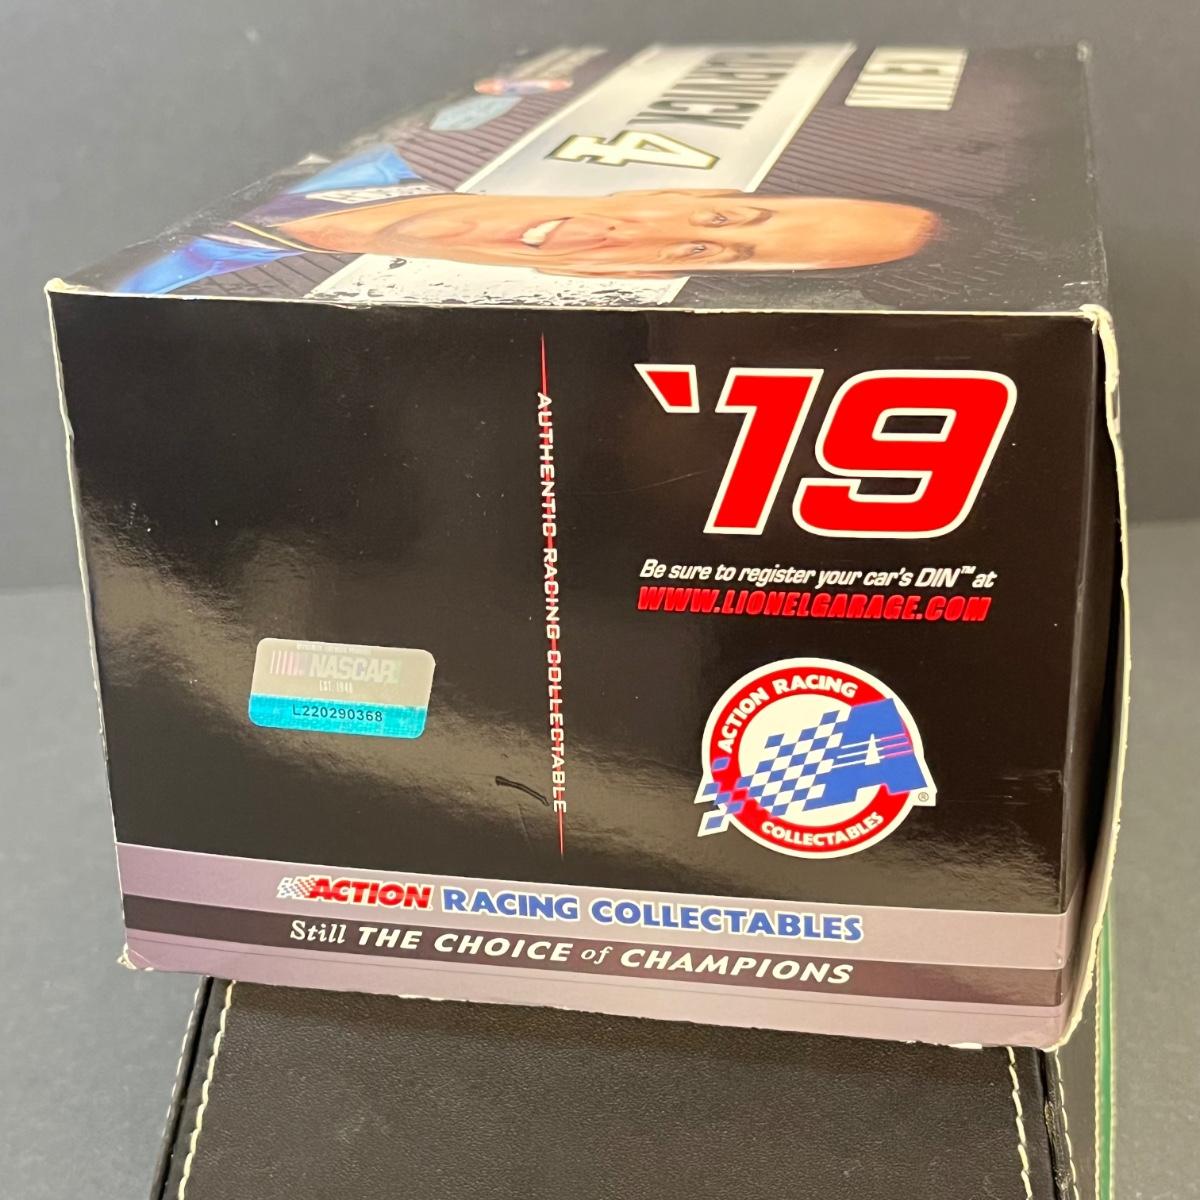 KEVIN
HARVICK
4
'19
Be sure to register your car's DIN™ at
WWW.LIONELGARAGE.COM
AUTHENTIC RACING COLLECTABLE
NASCAR
EST. 1948
L220290368
ACTION RACING
COLLECTABLES
®
ACTION RACING COLLECTABLES
Still THE CHOICE of CHAMPIONS